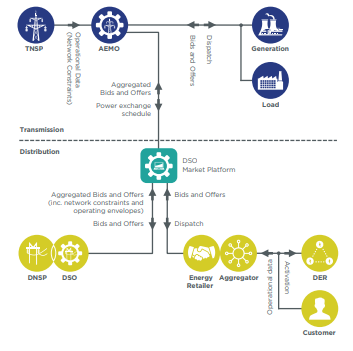 TNSP
AEMO
Operational Data
(Network Constraints)
Bids and Offers
Dispatch
Generation
Load
Aggregated
Bids and Offers
Power exchange
schedule
Transmission
Distribution
DSO
Market Platform
Aggregated Bids and Offers
(inc. network constraints and
operating envelopes)
Bids and Offers
Bids and Offers
Dispatch
DNSP
DSO
Energy
Retailer
Aggregator
Operational data
Activation
DER
Customer